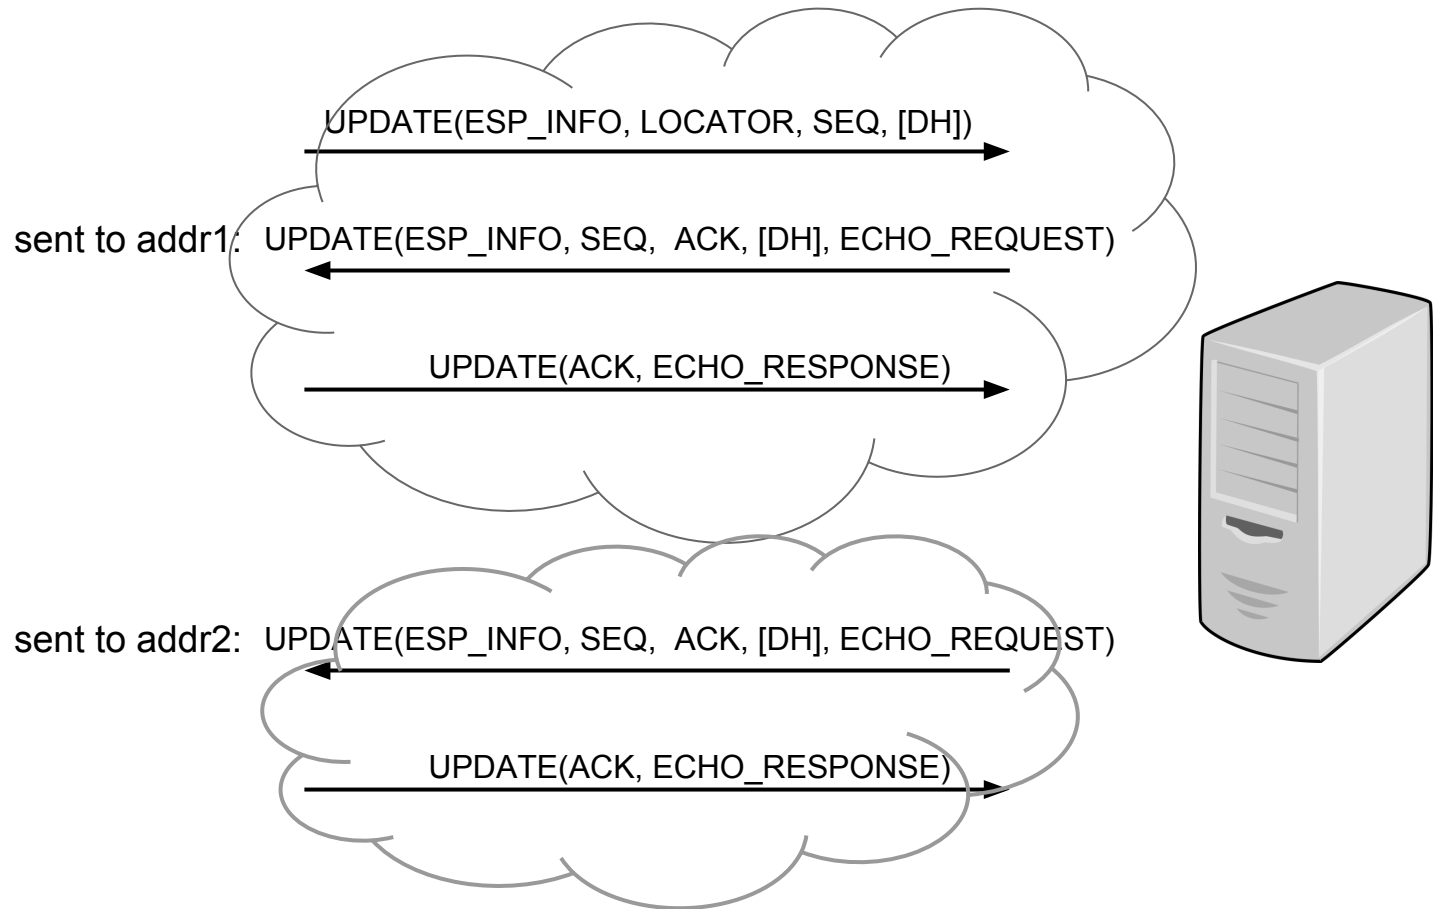 UPDATE(ESP_INFO, LOCATOR, SEQ, [DH])
sent to addr1: UPDATE(ESP_INFO, SEQ, ACK, [DH], ECHO_REQUEST)
UPDATE(ACK, ECHO_RESPONSE)
sent to addr2: UPDATE(ESP_INFO, SEQ, ACK, [DH], ECHO_REQUEST)
UPDATE(ACK, ECHO_RESPONSE)